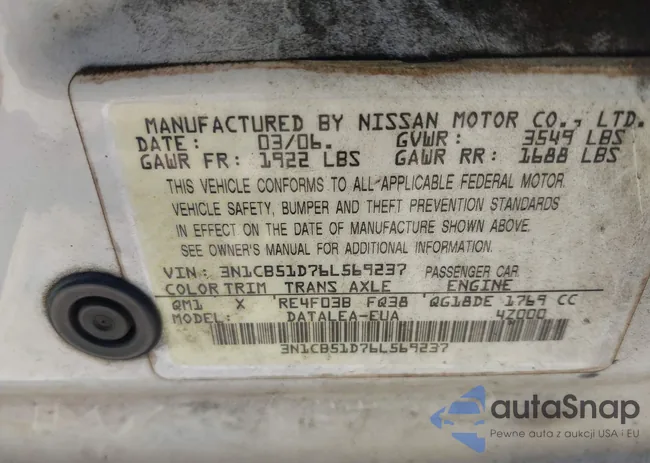 MANUFACTURED BY NISSAN MOTOR CO., LTD.
DATE: 03/06. GVWR: 3549 LBS
GAWR FR: 1922 LBS GAWR RR: 1688 LBS
THIS VEHICLE CONFORMS TO ALL APPLICABLE FEDERAL MOTOR
VEHICLE SAFETY, BUMPER AND THEFT PREVENTION STANDARDS
IN EFFECT ON THE DATE OF MANUFACTURE SHOWN ABOVE.
SEE OWNER'S MANUAL FOR ADDITIONAL INFORMATION.
VIN: 3N1CB51D76L569237 PASSENGER CAR
COLOR TRIM TRANS AXLE ENGINE
QM1 X RE4F03B FQ38 QG18DE 1769 CC
MODEL: DATALEA-EUA 4Z000
3N1CB51D76L569237
autaSnap
Pewne auta z aukcji USA i EU